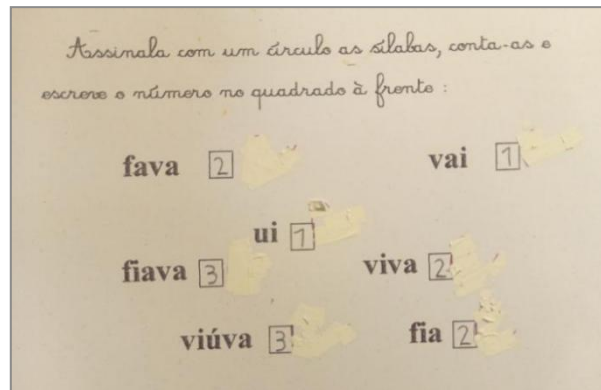 Assinala com um círculo as sílabas, conta-as e
escreve o número no quadrado à frente :
fava 2 vai 1
ui 1
fiava 3 viva 2
viúva 3 fia 2